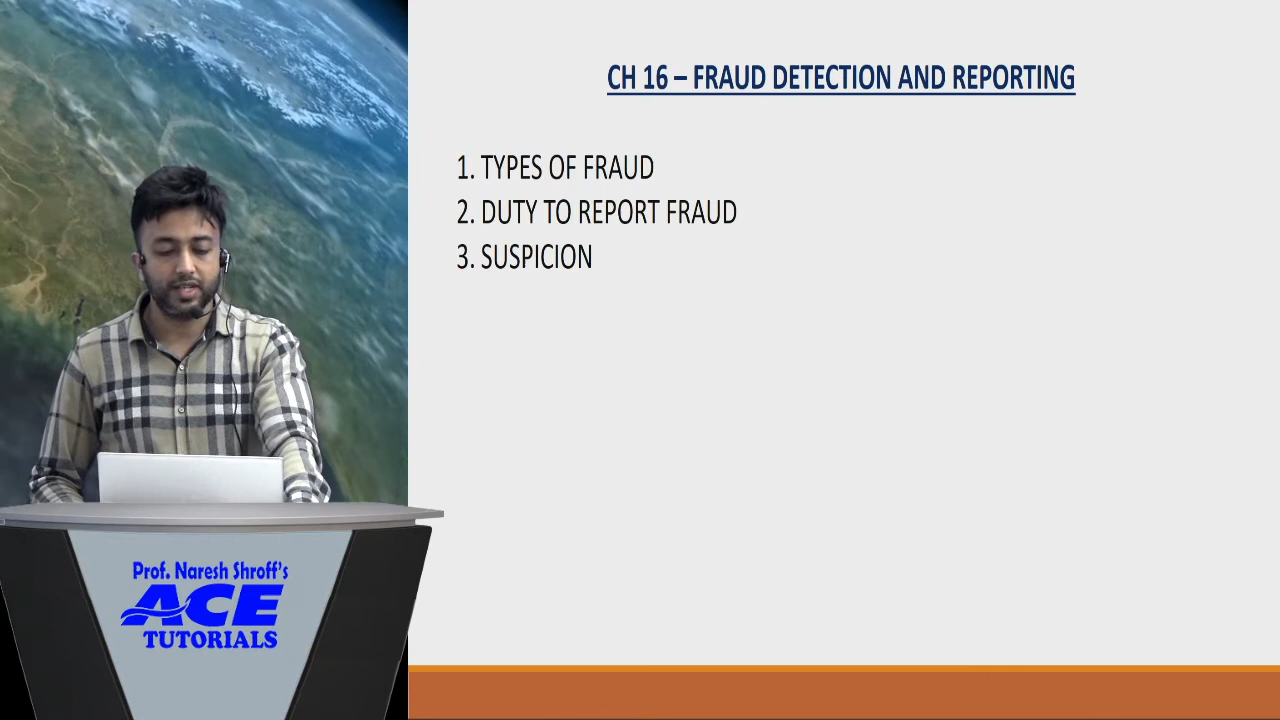 CH 16 – FRAUD DETECTION AND REPORTING
1. TYPES OF FRAUD
2. DUTY TO REPORT FRAUD
3. SUSPICION
Prof. Naresh Shroff's
ACE
TUTORIALS